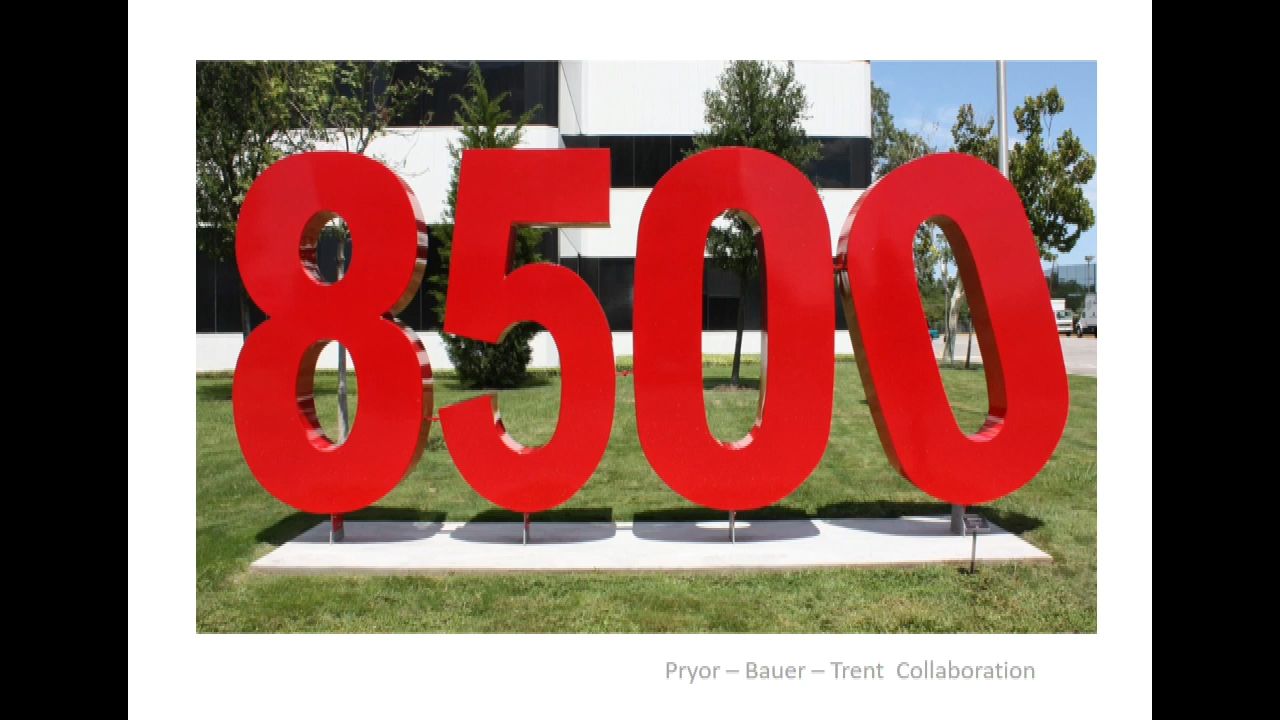 8500
Pryor – Bauer – Trent Collaboration